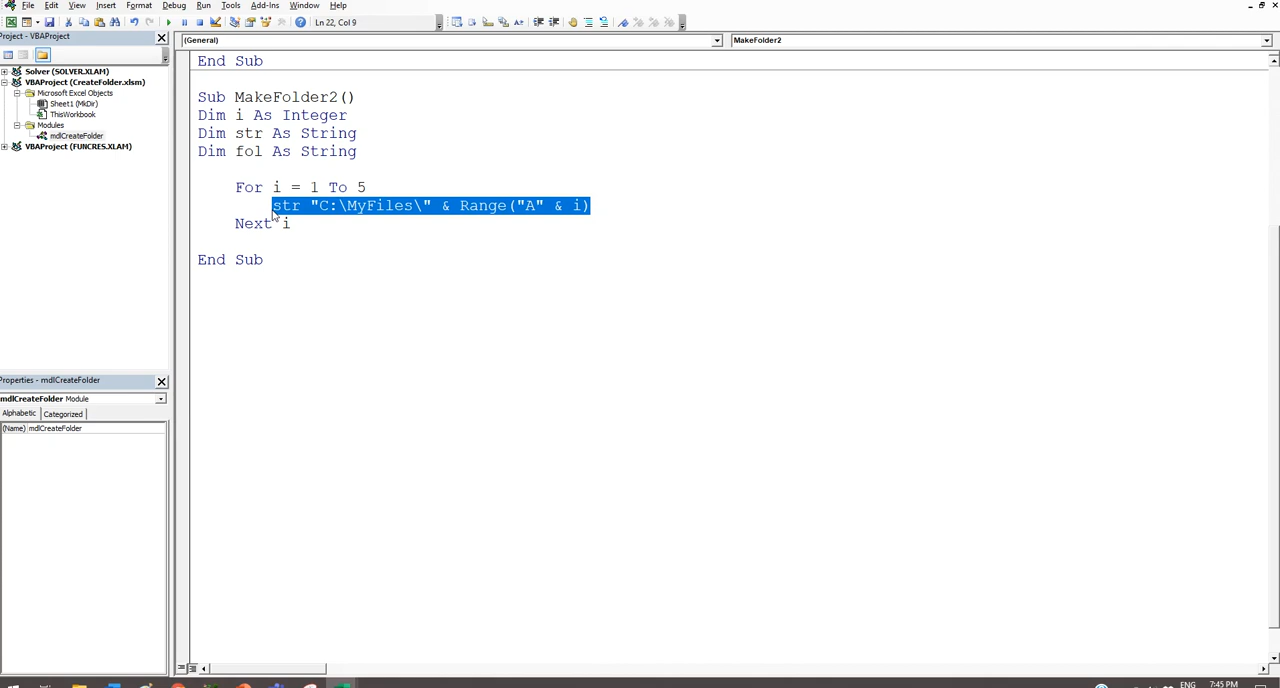 File Edit View Insert Format Debug Run Tools Add-Ins Window Help
Ln 22, Col 9
Project - VBAProject
(General)
MakeFolder2
Solver (SOLVER.XLAM)
VBAProject (CreateFolder.xlsm)
Microsoft Excel Objects
Sheet1 (MkDir)
ThisWorkbook
Modules
mdlCreateFolder
VBAProject (FUNCRES.XLAM)
End Sub
Sub MakeFolder2()
Dim i As Integer
Dim str As String
Dim fol As String
For i = 1 To 5
str "C:\MyFiles\" & Range("A" & i)
Next i
End Sub
Properties - mdlCreateFolder
mdlCreateFolder Module
Alphabetic Categorized
(Name) mdlCreateFolder
ENG
7:45 PM